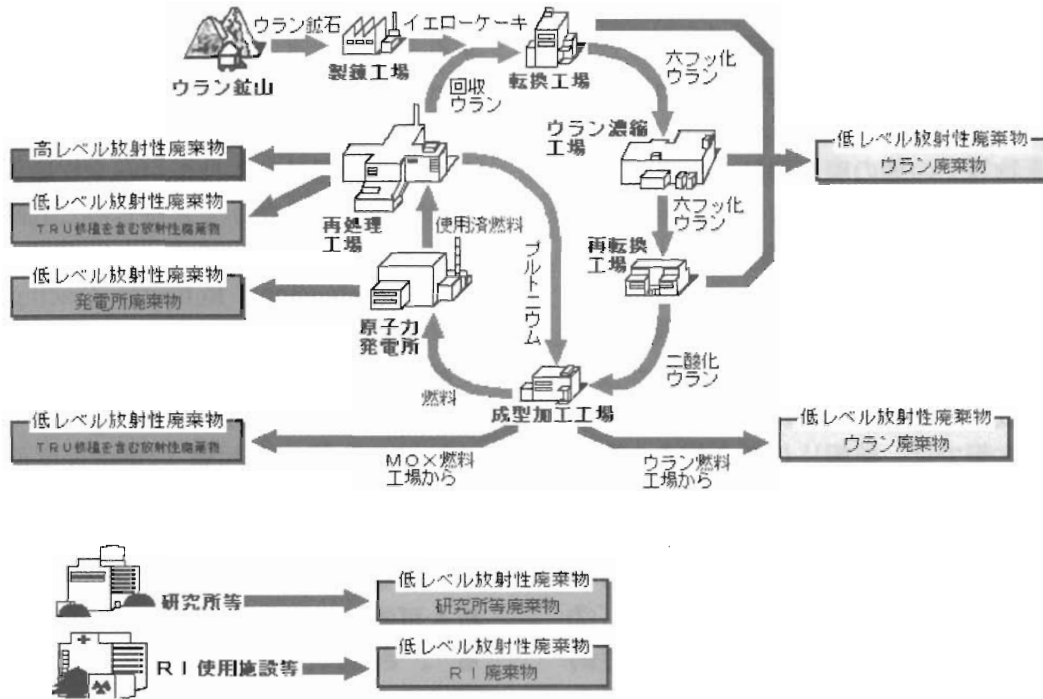 ウラン鉱石
イエローケーキ
ウラン鉱山
製錬工場
転換工場
六フッ化
ウラン
回収
ウラン
ウラン濃縮
工場
低レベル放射性廃棄物
ウラン廃棄物
高レベル放射性廃棄物
低レベル放射性廃棄物
TRU核種を含む放射性廃棄物
再処理
工場
使用済燃料
六フッ化
ウラン
再転換
工場
プルトニウム
低レベル放射性廃棄物
発電所廃棄物
原子力
発電所
二酸化
ウラン
燃料
成型加工工場
低レベル放射性廃棄物
TRU核種を含む放射性廃棄物
MOX燃料
工場から
ウラン燃料
工場から
低レベル放射性廃棄物
ウラン廃棄物
研究所等
低レベル放射性廃棄物
研究所等廃棄物
RI使用施設等
低レベル放射性廃棄物
RI廃棄物